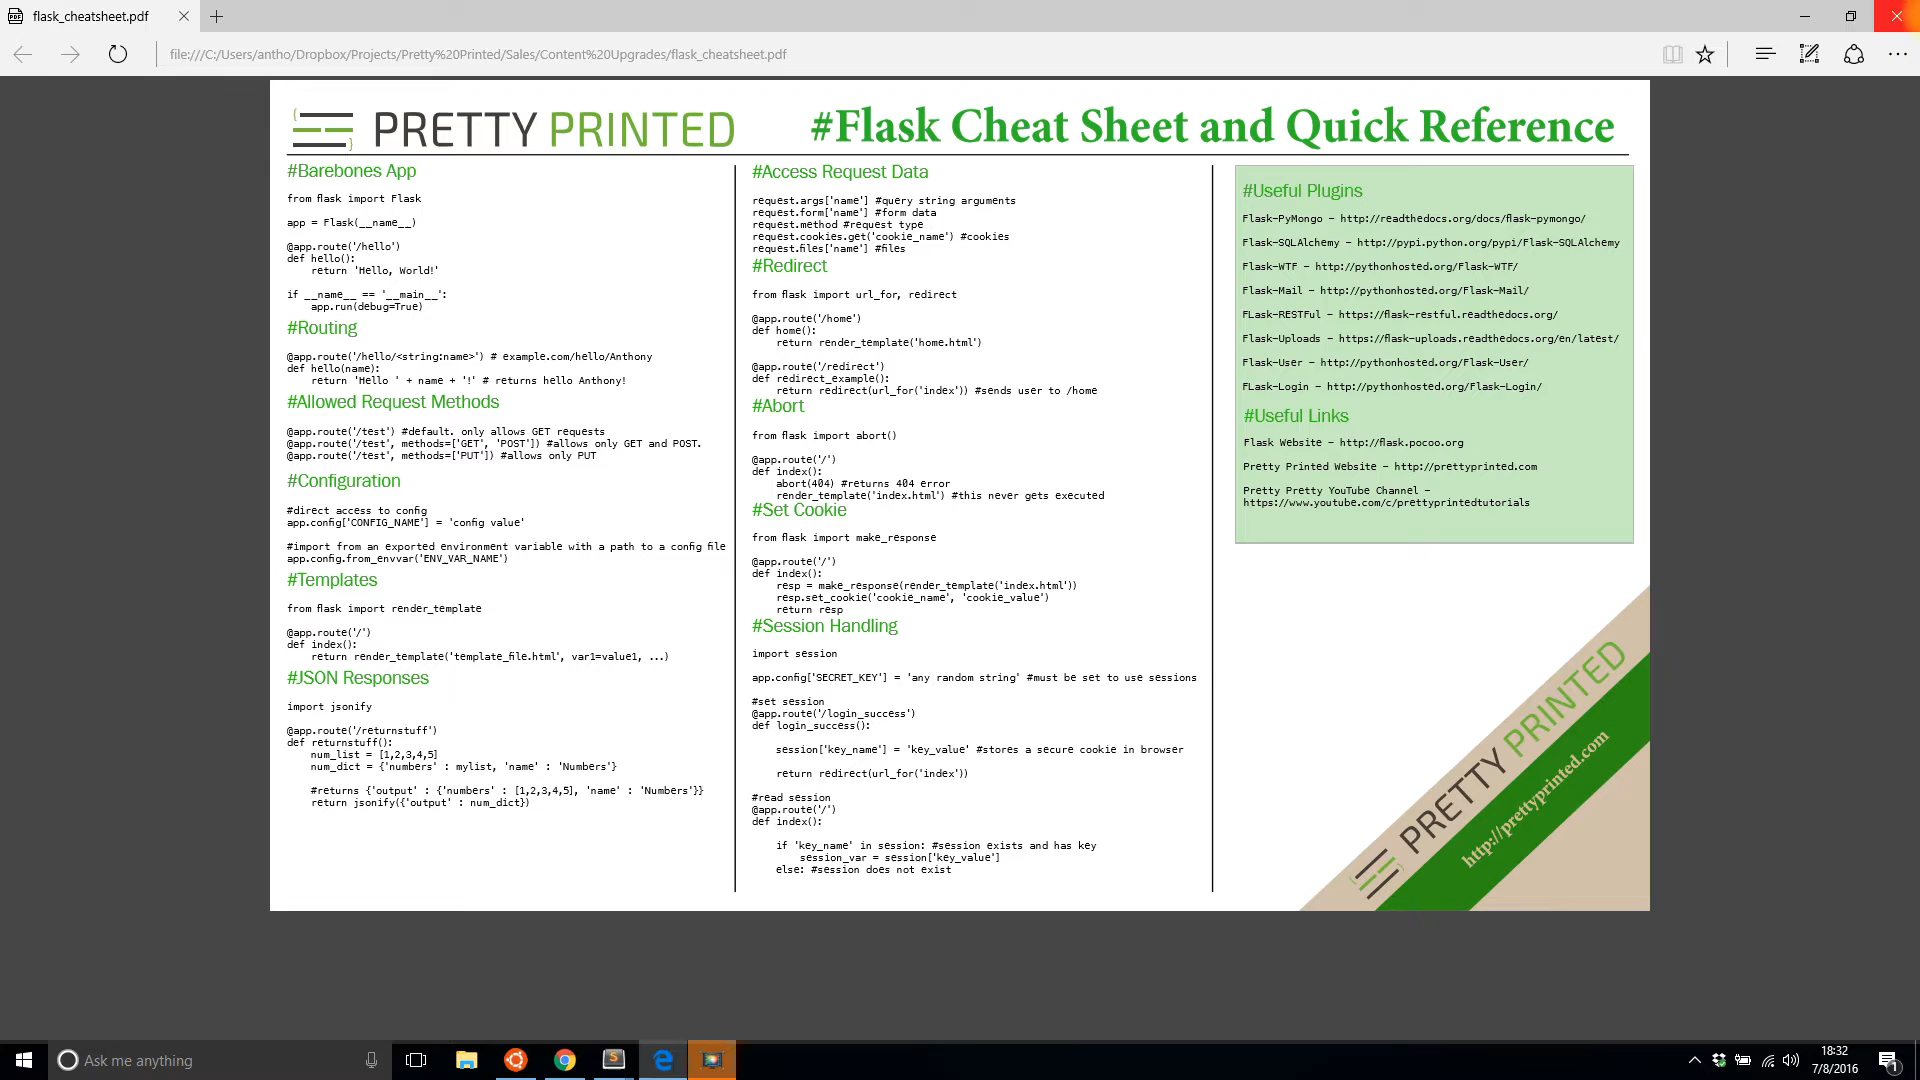 flask_cheatsheet.pdf
file:///C:/Users/antho/Dropbox/Projects/Pretty%20Printed/Sales/Content%20Upgrades/flask_cheatsheet.pdf
PRETTY PRINTED
#Flask Cheat Sheet and Quick Reference
#Barebones App
from flask import Flask
app = Flask(__name__)
@app.route('/hello')
def hello():
    return 'Hello, World!'
if __name__ == '__main__':
    app.run(debug=True)
#Routing
@app.route('/hello/<string:name>') # example.com/hello/Anthony
def hello(name):
    return 'Hello ' + name + '!' # returns hello Anthony!
#Allowed Request Methods
@app.route('/test') #default. only allows GET requests
@app.route('/test', methods=['GET', 'POST']) #allows only GET and POST.
@app.route('/test', methods=['PUT']) #allows only PUT
#Configuration
#direct access to config
app.config['CONFIG_NAME'] = 'config value'
#import from an exported environment variable with a path to a config file
app.config.from_envvar('ENV_VAR_NAME')
#Templates
from flask import render_template
@app.route('/')
def index():
    return render_template('template_file.html', var1=value1, ...)
#JSON Responses
import jsonify
@app.route('/returnstuff')
def returnstuff():
    num_list = [1,2,3,4,5]
    num_dict = {'numbers' : mylist, 'name' : 'Numbers'}
    #returns {'output' : {'numbers' : [1,2,3,4,5], 'name' : 'Numbers'}}
    return jsonify({'output' : num_dict})
#Access Request Data
request.args['name'] #query string arguments
request.form['name'] #form data
request.method #request type
request.cookies.get('cookie_name') #cookies
request.files['name'] #files
#Redirect
from flask import url_for, redirect
@app.route('/home')
def home():
    return render_template('home.html')
@app.route('/redirect')
def redirect_example():
    return redirect(url_for('index')) #sends user to /home
#Abort
from flask import abort()
@app.route('/')
def index():
    abort(404) #returns 404 error
    render_template('index.html') #this never gets executed
#Set Cookie
from flask import make_response
@app.route('/')
def index():
    resp = make_response(render_template('index.html'))
    resp.set_cookie('cookie_name', 'cookie_value')
    return resp
#Session Handling
import session
app.config['SECRET_KEY'] = 'any random string' #must be set to use sessions
#set session
@app.route('/login_success')
def login_success():
    session['key_name'] = 'key_value' #stores a secure cookie in browser
    return redirect(url_for('index'))
#read session
@app.route('/')
def index():
    if 'key_name' in session: #session exists and has key
        session_var = session['key_value']
    else: #session does not exist
#Useful Plugins
Flask-PyMongo – http://readthedocs.org/docs/flask-pymongo/
Flask-SQLAlchemy – http://pypi.python.org/pypi/Flask-SQLAlchemy
Flask-WTF – http://pythonhosted.org/Flask-WTF/
Flask-Mail – http://pythonhosted.org/Flask-Mail/
FLask-RESTFul – https://flask-restful.readthedocs.org/
Flask-Uploads – https://flask-uploads.readthedocs.org/en/latest/
Flask-User – http://pythonhosted.org/Flask-User/
FLask-Login – http://pythonhosted.org/Flask-Login/
#Useful Links
Flask Website – http://flask.pocoo.org
Pretty Printed Website – http://prettyprinted.com
Pretty Pretty YouTube Channel –
https://www.youtube.com/c/prettyprintedtutorials
PRETTY PRINTED
http://prettyprinted.com
Ask me anything
18:32
7/8/2016
1